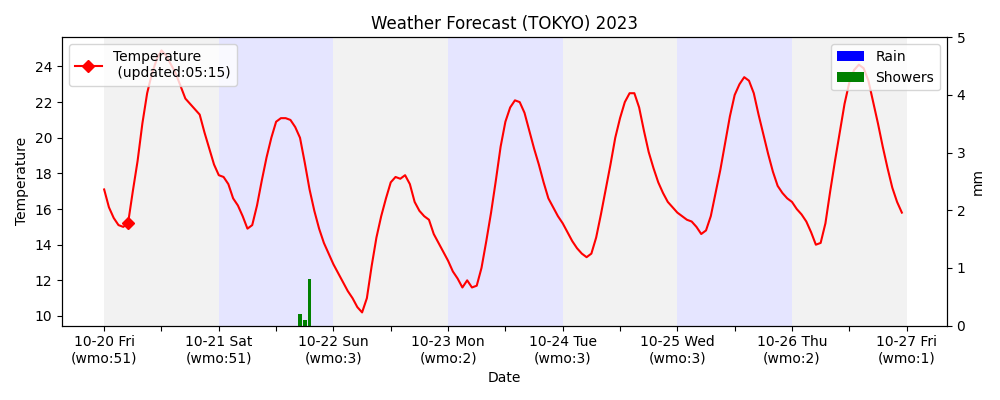 Weather Forecast (TOKYO) 2023
Temperature
(updated:05:15)
Rain
Showers
Temperature
24
22
20
18
16
14
12
10
5
4
3
2
1
0
mm
10-20 Fri
(wmo:51)
10-21 Sat
(wmo:51)
10-22 Sun
(wmo:3)
10-23 Mon
(wmo:2)
10-24 Tue
(wmo:3)
10-25 Wed
(wmo:3)
10-26 Thu
(wmo:2)
10-27 Fri
(wmo:1)
Date